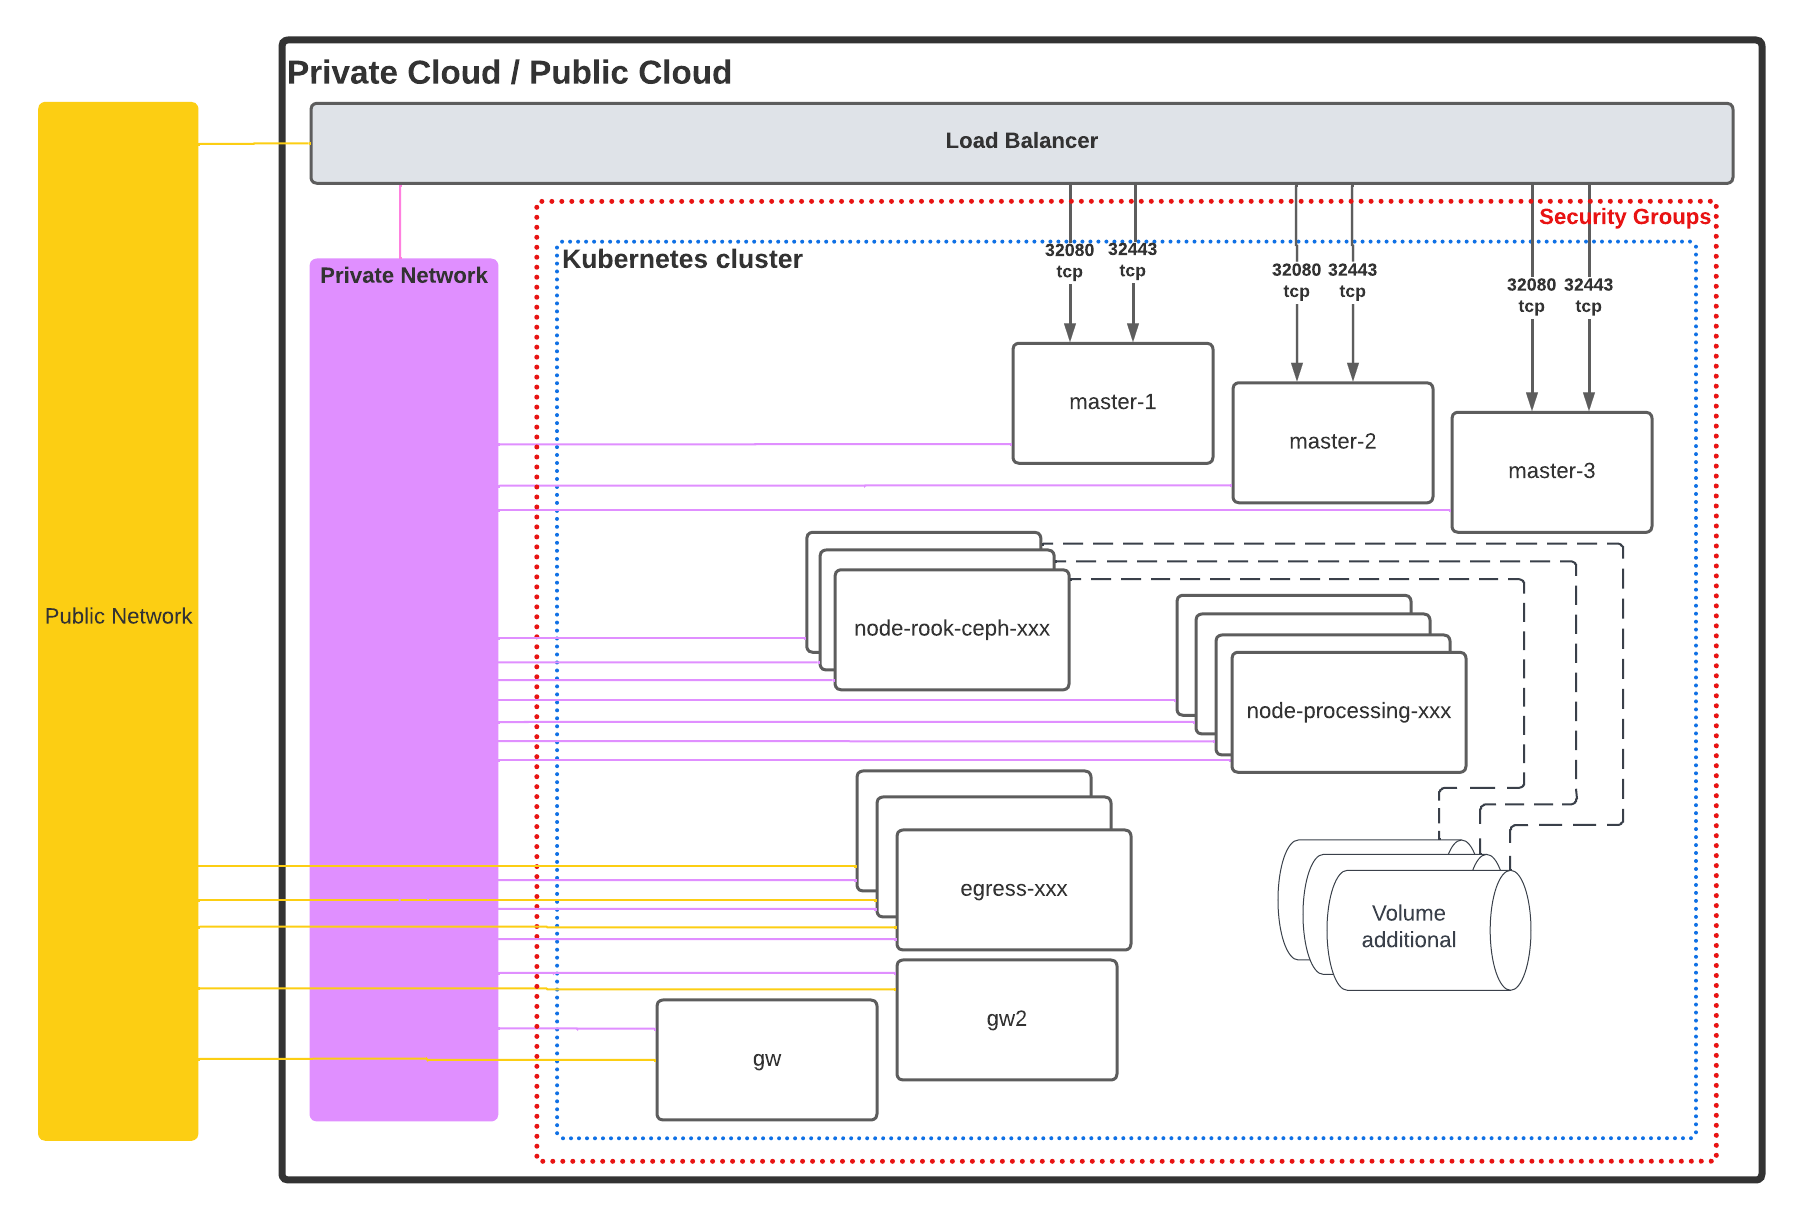 Private Cloud / Public Cloud
Load Balancer
Security Groups
Kubernetes cluster
Private Network
Public Network
32080
tcp
32443
tcp
32080
tcp
32443
tcp
32080
tcp
32443
tcp
master-1
master-2
master-3
node-rook-ceph-xxx
node-processing-xxx
egress-xxx
Volume
additional
gw2
gw